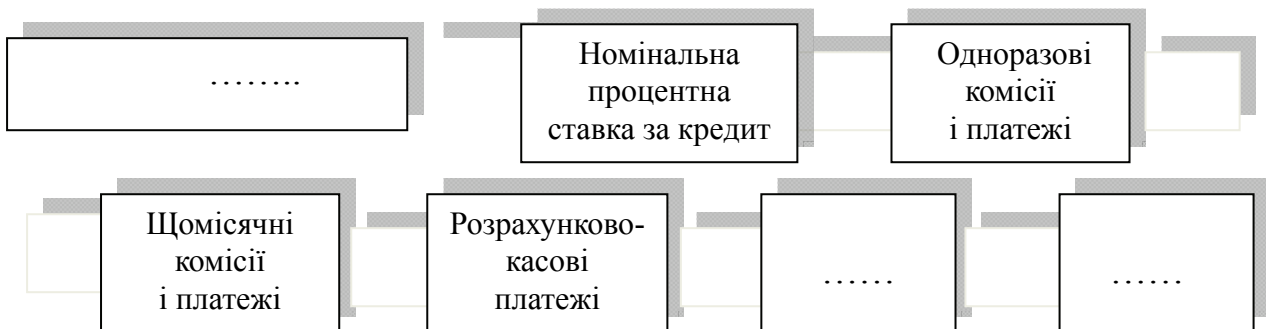 ……..
Номінальна
процентна
ставка за кредит
Одноразові
комісії
і платежі
Щомісячні
комісії
і платежі
Розрахунково-
касові
платежі
……
……